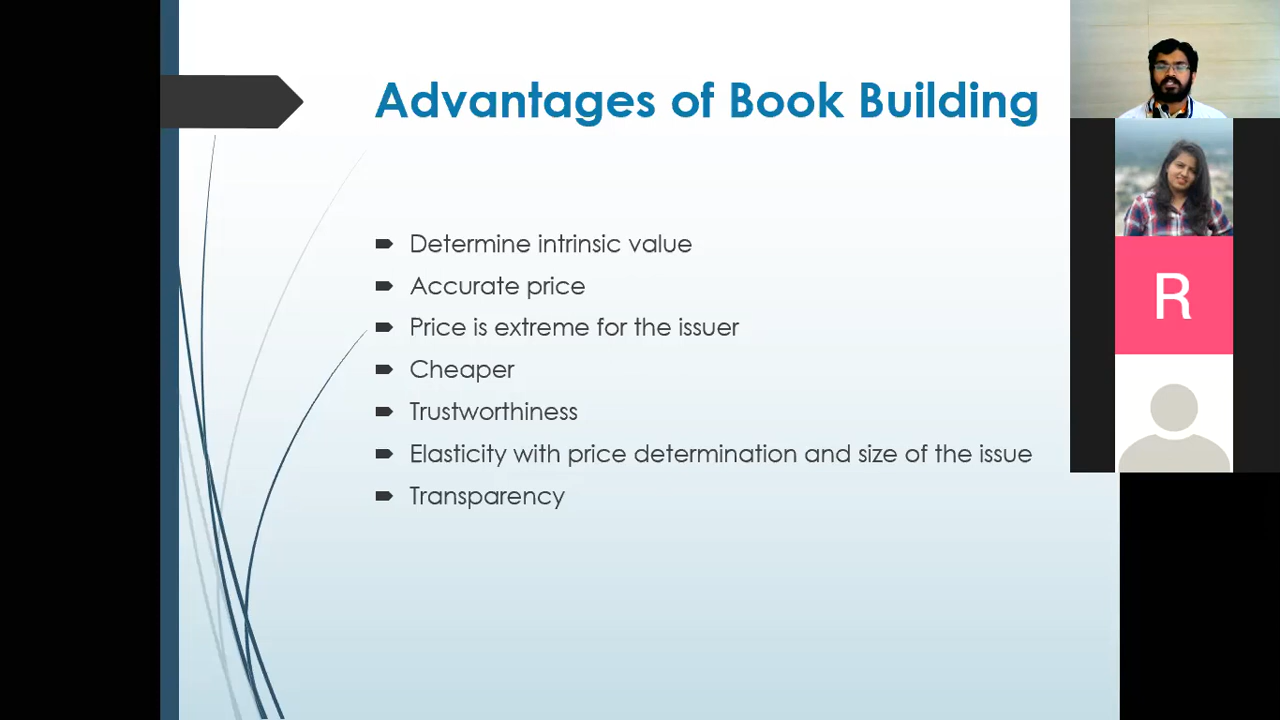 Advantages of Book Building
Determine intrinsic value
Accurate price
Price is extreme for the issuer
Cheaper
Trustworthiness
Elasticity with price determination and size of the issue
Transparency
R